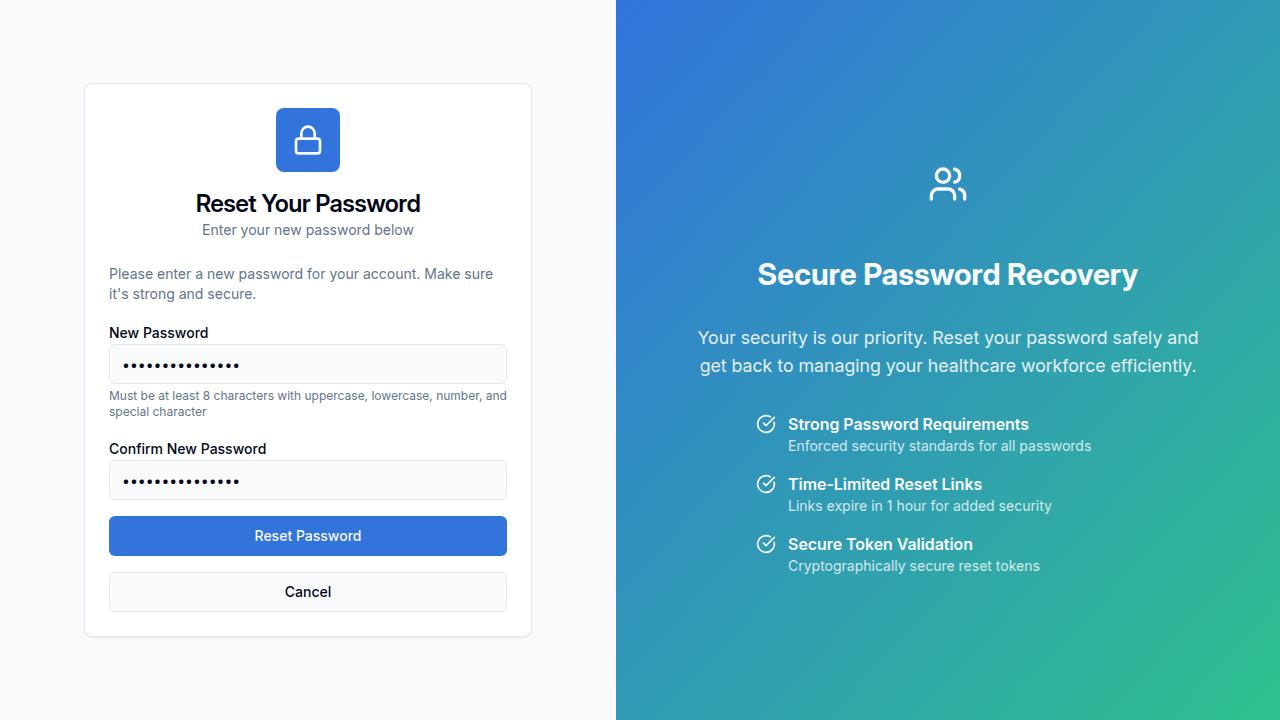 Reset Your Password
Enter your new password below
Please enter a new password for your account. Make sure
it's strong and secure.
New Password
•••••••••••••••
Must be at least 8 characters with uppercase, lowercase, number, and
special character
Confirm New Password
•••••••••••••••
Reset Password
Cancel
Secure Password Recovery
Your security is our priority. Reset your password safely and
get back to managing your healthcare workforce efficiently.
Strong Password Requirements
Enforced security standards for all passwords
Time-Limited Reset Links
Links expire in 1 hour for added security
Secure Token Validation
Cryptographically secure reset tokens